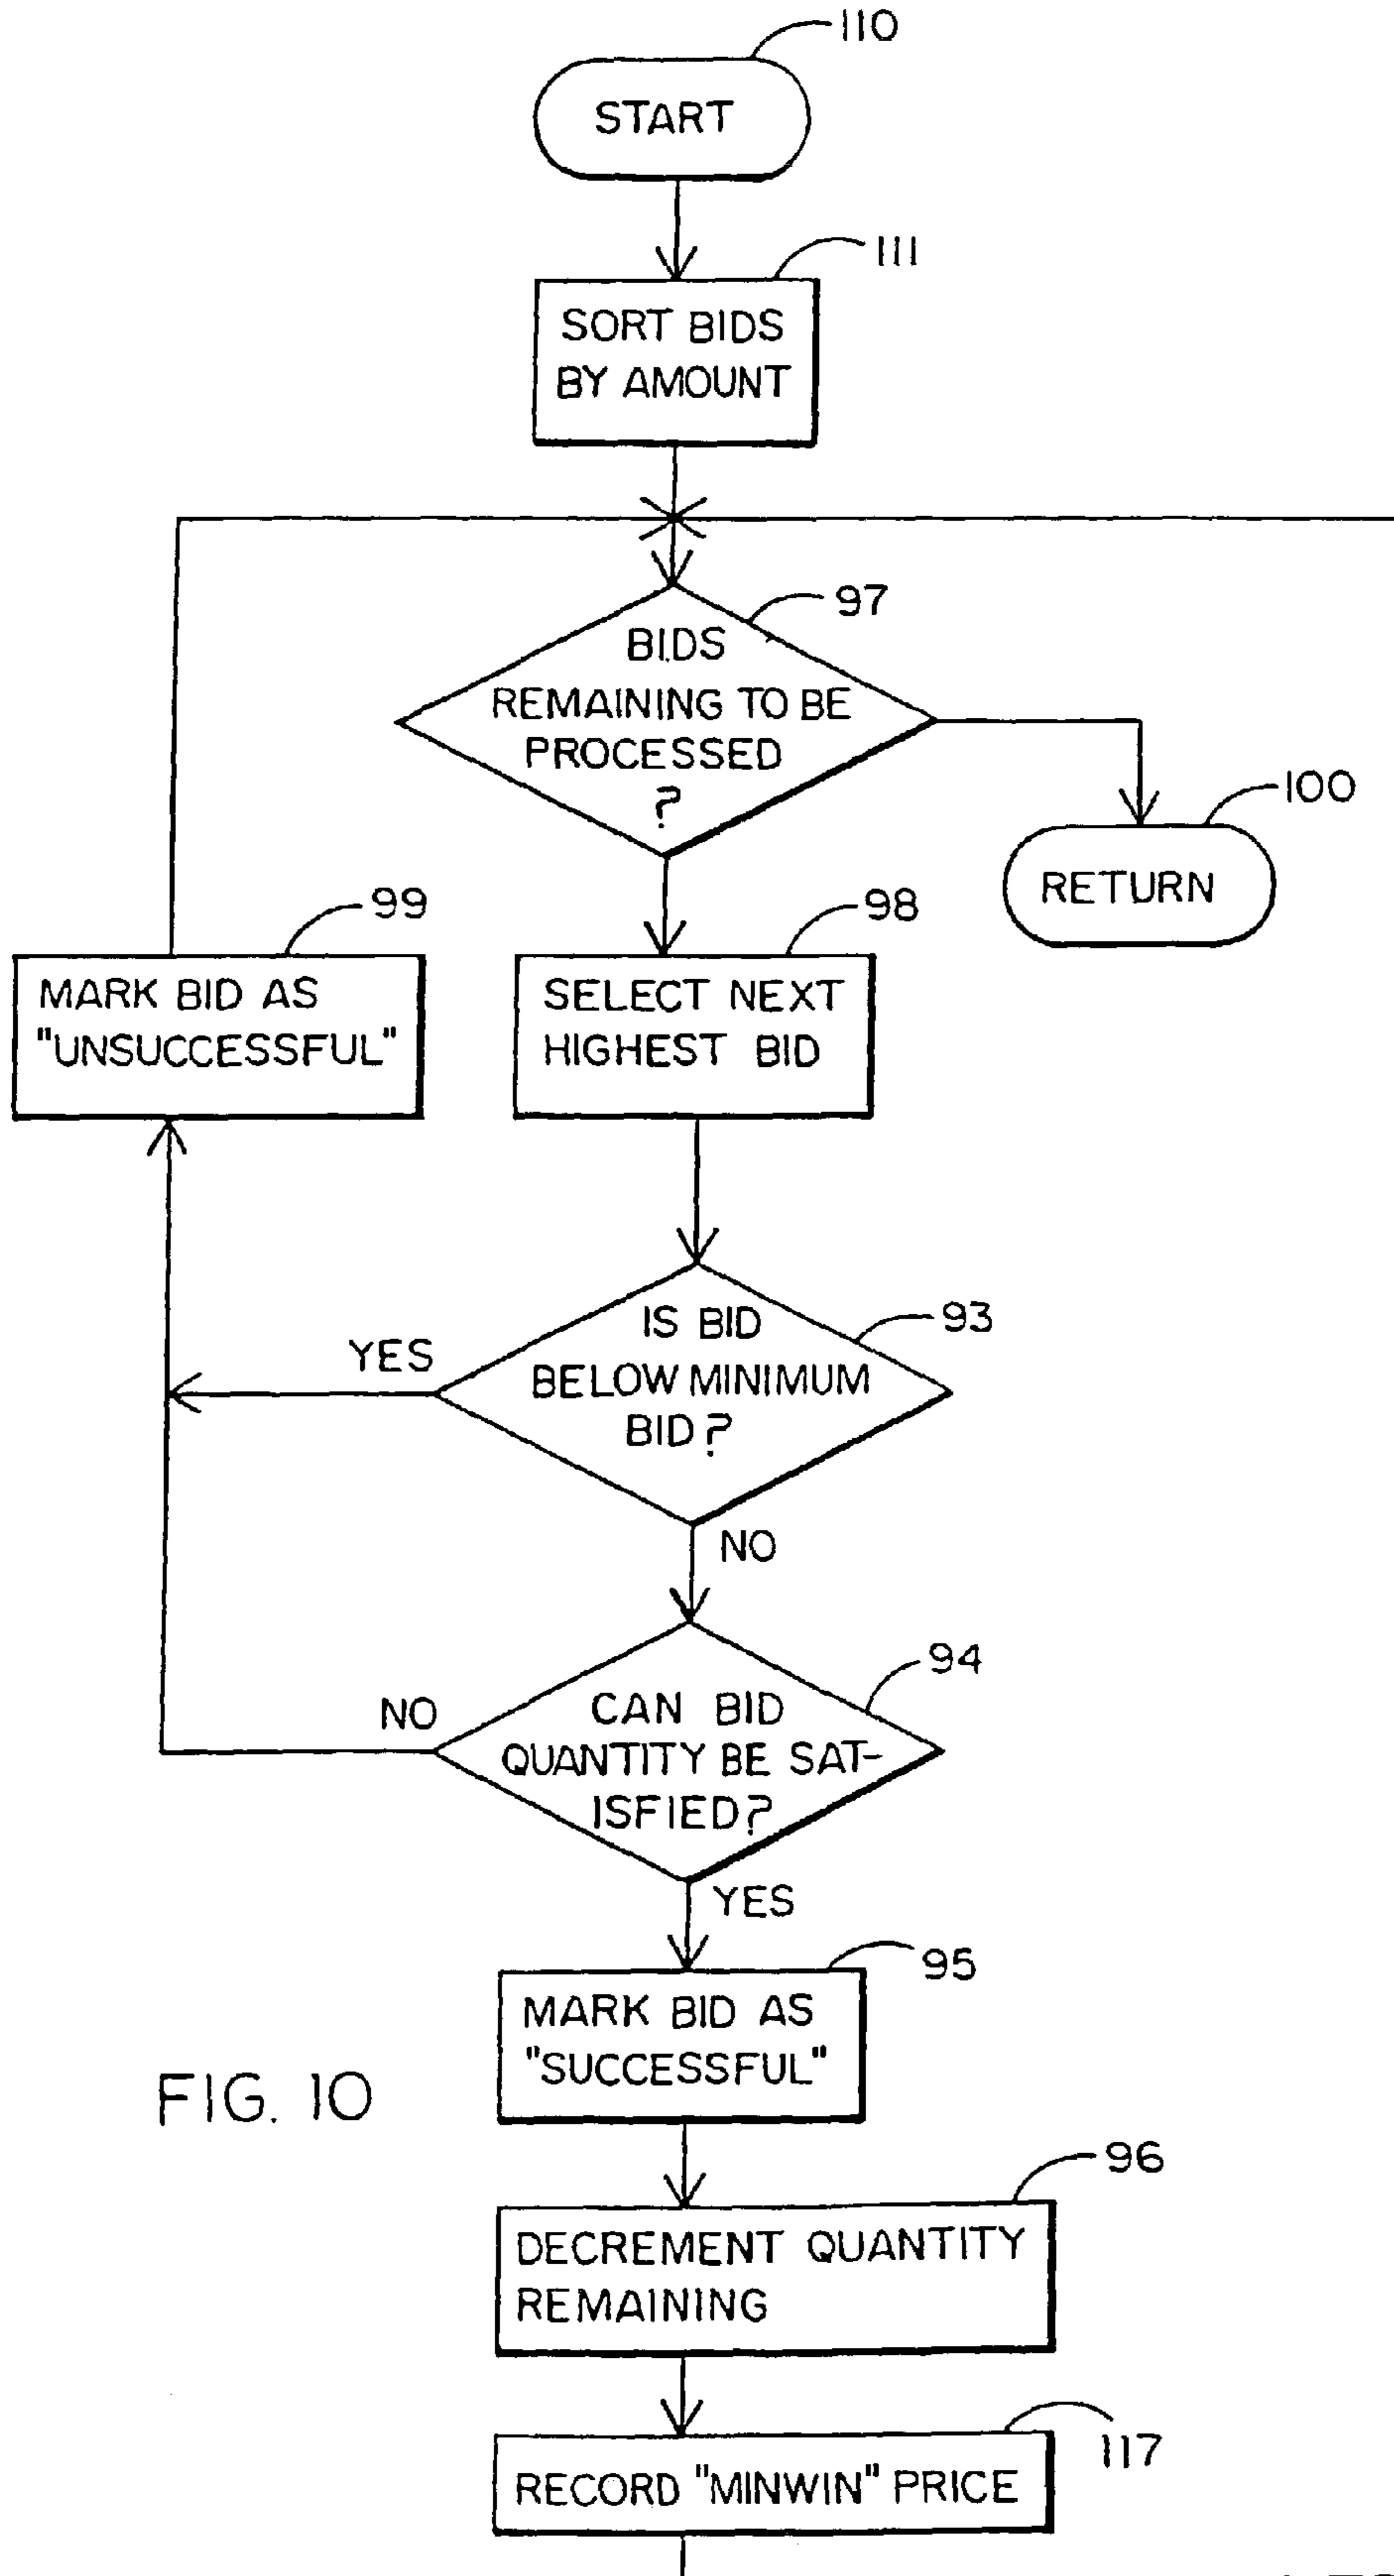 110
START
111
SORT BIDS
BY AMOUNT
97
BIDS
REMAINING TO BE
PROCESSED
?
100
RETURN
99
MARK BID AS
"UNSUCCESSFUL"
98
SELECT NEXT
HIGHEST BID
93
IS BID
BELOW MINIMUM
BID?
YES
NO
94
CAN BID
QUANTITY BE SAT-
ISFIED?
NO
YES
95
MARK BID AS
"SUCCESSFUL"
FIG. 10
96
DECREMENT QUANTITY
REMAINING
117
RECORD "MINWIN" PRICE